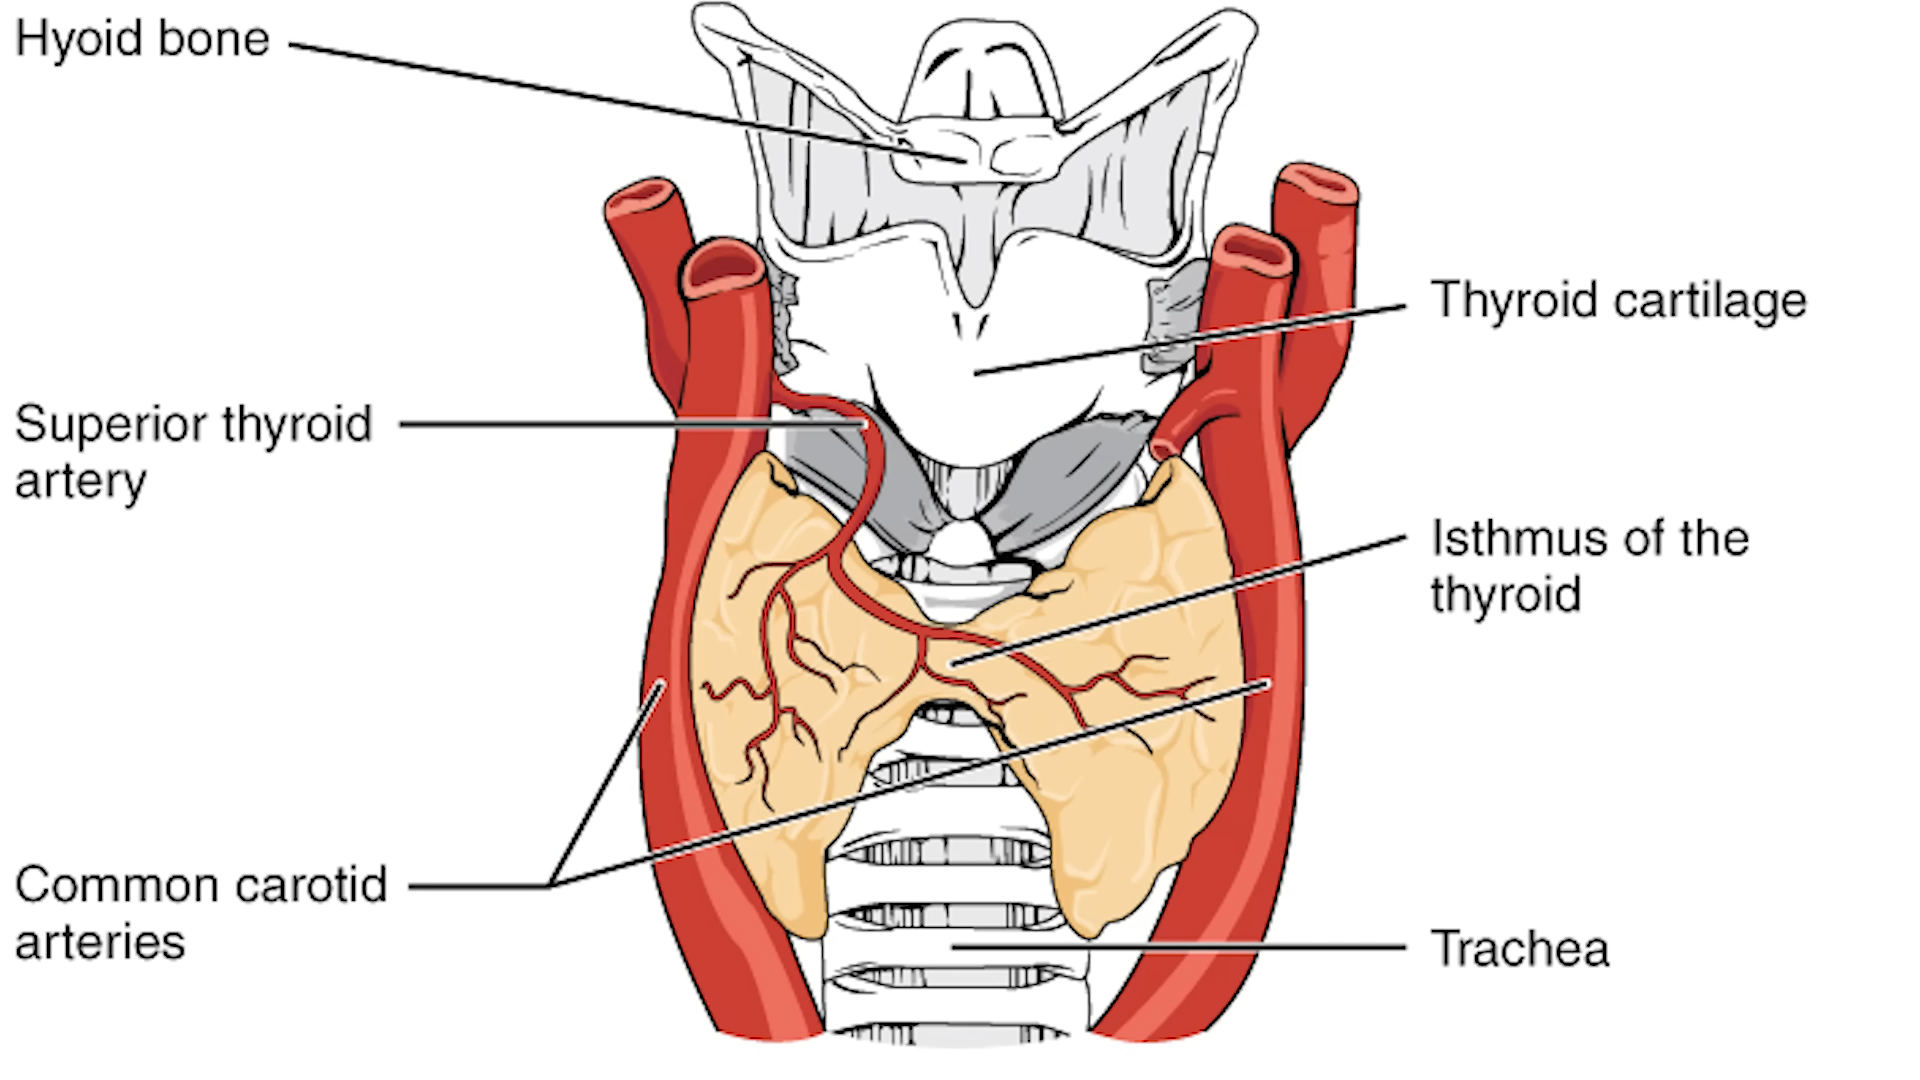 Hyoid bone
Thyroid cartilage
Superior thyroid
artery
Isthmus of the
thyroid
Common carotid
arteries
Trachea